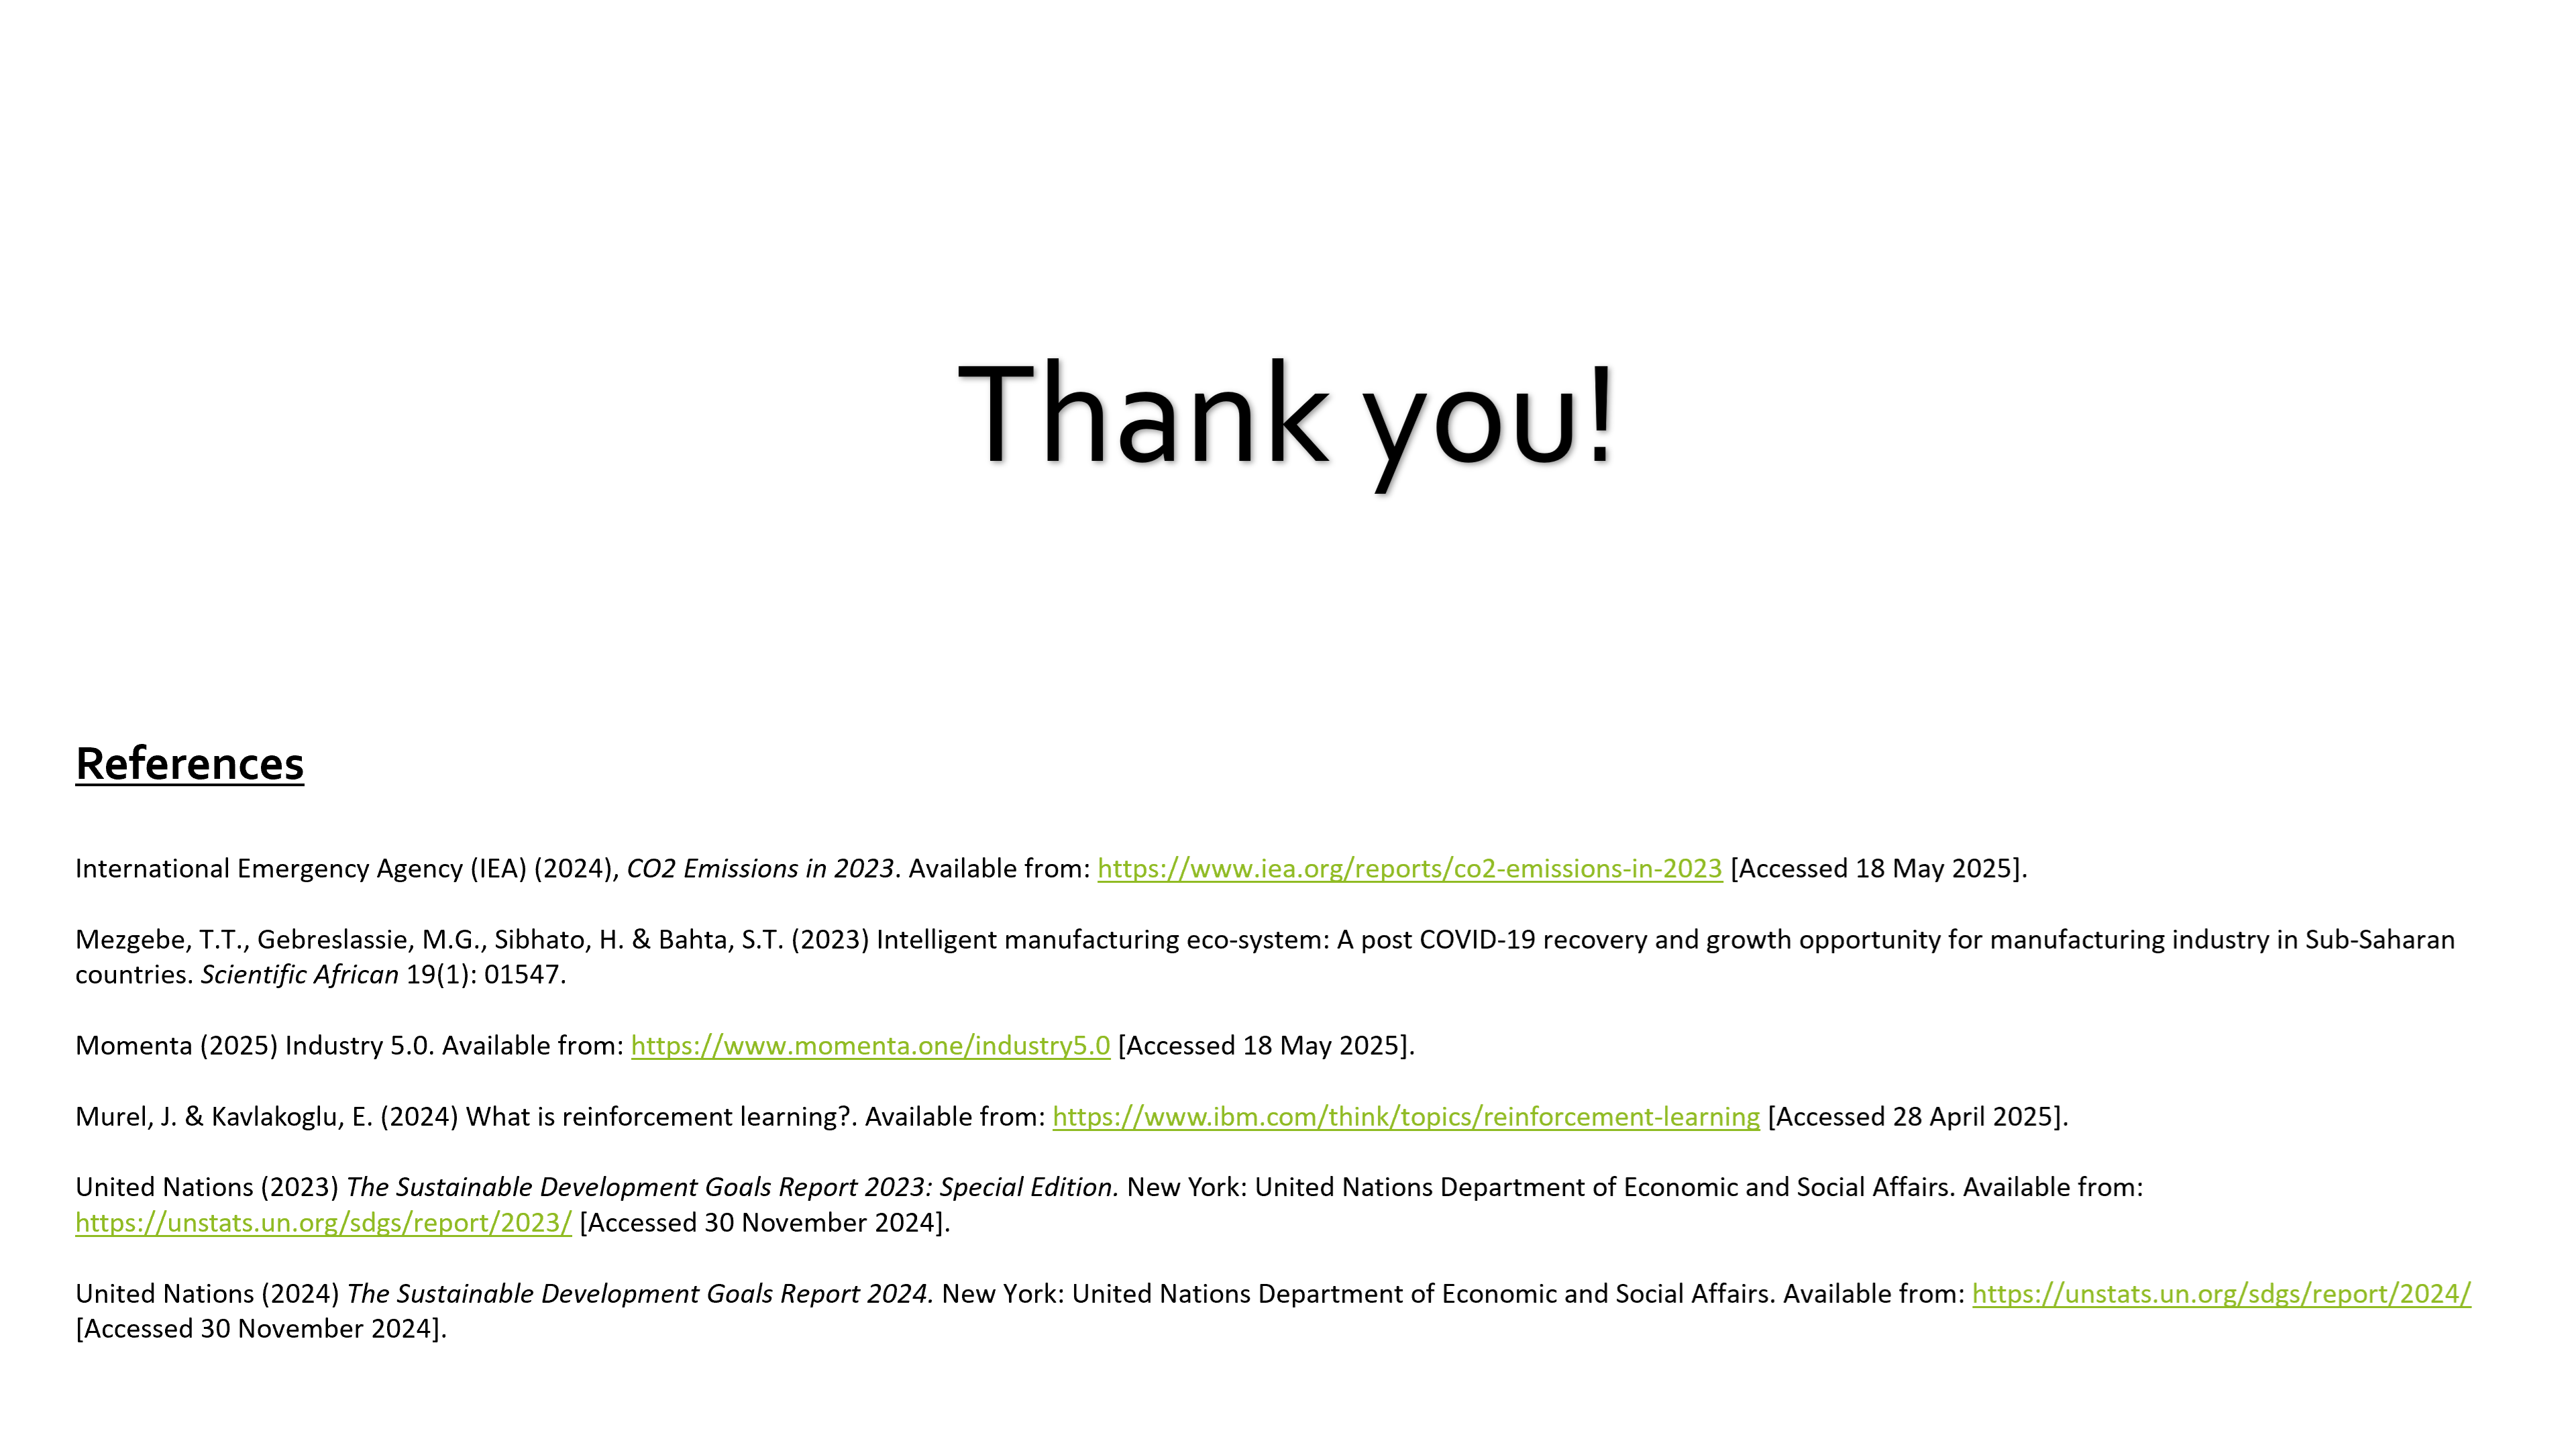 Thank you!
References
International Emergency Agency (IEA) (2024), CO2 Emissions in 2023. Available from: https://www.iea.org/reports/co2-emissions-in-2023 [Accessed 18 May 2025].
Mezgebe, T.T., Gebreslassie, M.G., Sibhato, H. & Bahta, S.T. (2023) Intelligent manufacturing eco-system: A post COVID-19 recovery and growth opportunity for manufacturing industry in Sub-Saharan
countries. Scientific African 19(1): 01547.
Momenta (2025) Industry 5.0. Available from: https://www.momenta.one/industry5.0 [Accessed 18 May 2025].
Murel, J. & Kavlakoglu, E. (2024) What is reinforcement learning?. Available from: https://www.ibm.com/think/topics/reinforcement-learning [Accessed 28 April 2025].
United Nations (2023) The Sustainable Development Goals Report 2023: Special Edition. New York: United Nations Department of Economic and Social Affairs. Available from:
https://unstats.un.org/sdgs/report/2023/ [Accessed 30 November 2024].
United Nations (2024) The Sustainable Development Goals Report 2024. New York: United Nations Department of Economic and Social Affairs. Available from: https://unstats.un.org/sdgs/report/2024/
[Accessed 30 November 2024].